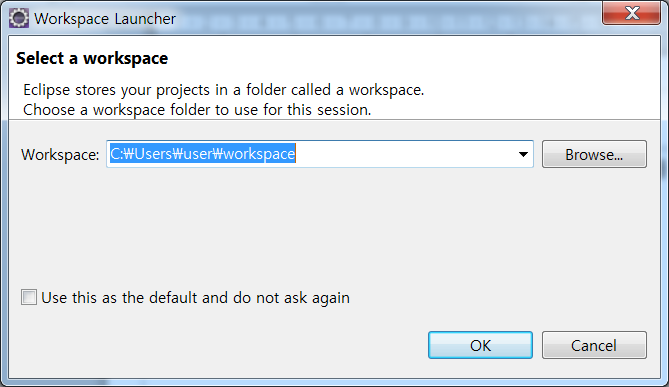 Workspace Launcher
Select a workspace
Eclipse stores your projects in a folder called a workspace.
Choose a workspace folder to use for this session.
Workspace: C:₩Users₩user₩workspace Browse...
Use this as the default and do not ask again
OK Cancel